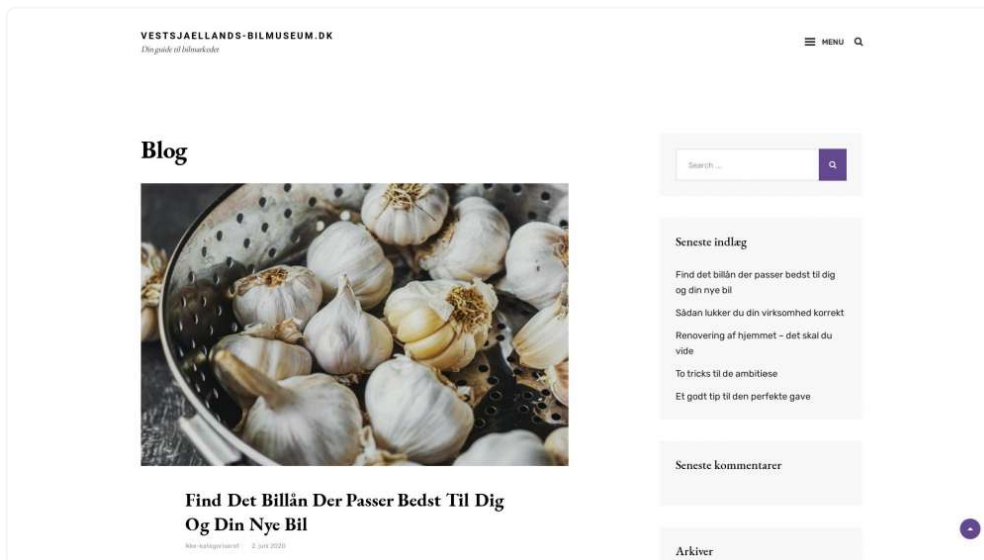 VESTSJAELLANDS-BILMUSEUM.DK
Din guide til bilmarkedet
MENU
Blog
Search ...
Seneste indlæg
Find det billån der passer bedst til dig
og din nye bil
Sådan lukker du din virksomhed korrekt
Renovering af hjemmet – det skal du
vide
To tricks til de ambitiøse
Et godt tip til den perfekte gave
Seneste kommentarer
Find Det Billån Der Passer Bedst Til Dig
Og Din Nye Bil
Ikke-kategoriseret 2. juni 2020
Arkiver